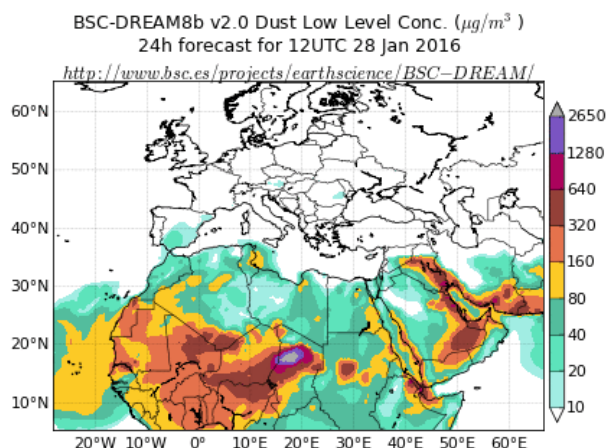 BSC-DREAM8b v2.0 Dust Low Level Conc. (μg/m³ )
24h forecast for 12UTC 28 Jan 2016
http://www.bsc.es/projects/earthscience/BSC−DREAM/
60°N
50°N
40°N
30°N
20°N
10°N
20°W 10°W 0° 10°E 20°E 30°E 40°E 50°E 60°E
2650
1280
640
320
160
80
40
20
10